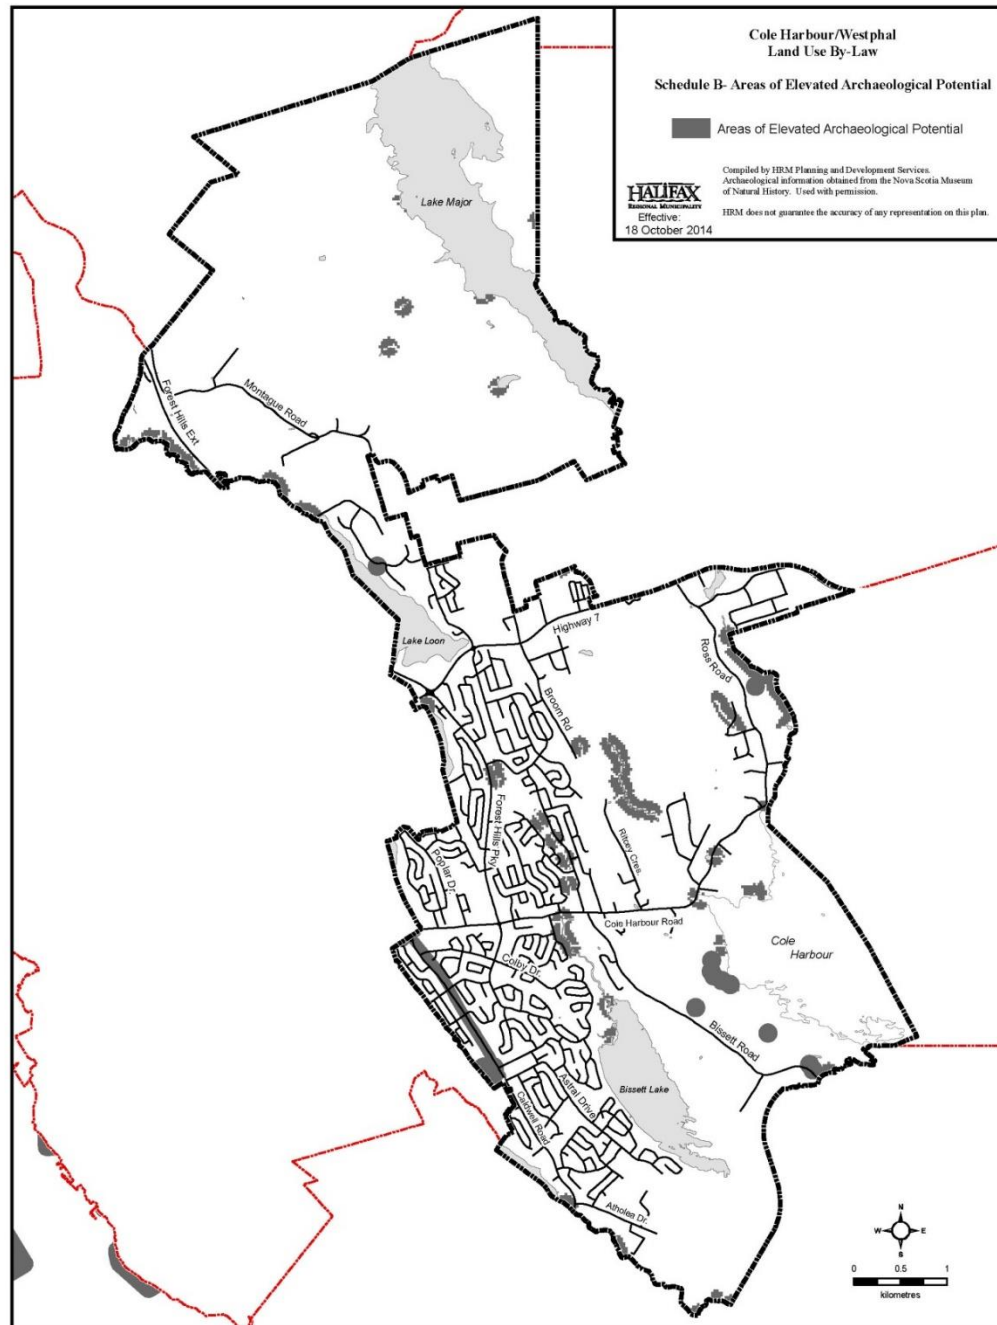 Cole Harbour/Westphal
Land Use By-Law
Schedule B- Areas of Elevated Archaeological Potential
Areas of Elevated Archaeological Potential
HALIFAX
REGIONAL MUNICIPALITY
Effective:
18 October 2014
Compiled by HRM Planning and Development Services.
Archaeological information obtained from the Nova Scotia Museum
of Natural History. Used with permission.
HRM does not guarantee the accuracy of any representation on this plan.
Lake Major
Forest Hills Ext
Montague Road
Lake Loon
Highway 7
Ross Road
Broom Rd
Forest Hills Pky
Poplar Dr.
Ritcey Cres.
Cole Harbour Road
Cole
Harbour
Colby Dr.
Bissett Road
Bissett Lake
Astral Drive
Caldwell Road
Atholea Dr.
N
W
E
S
0
0.5
1
kilometres